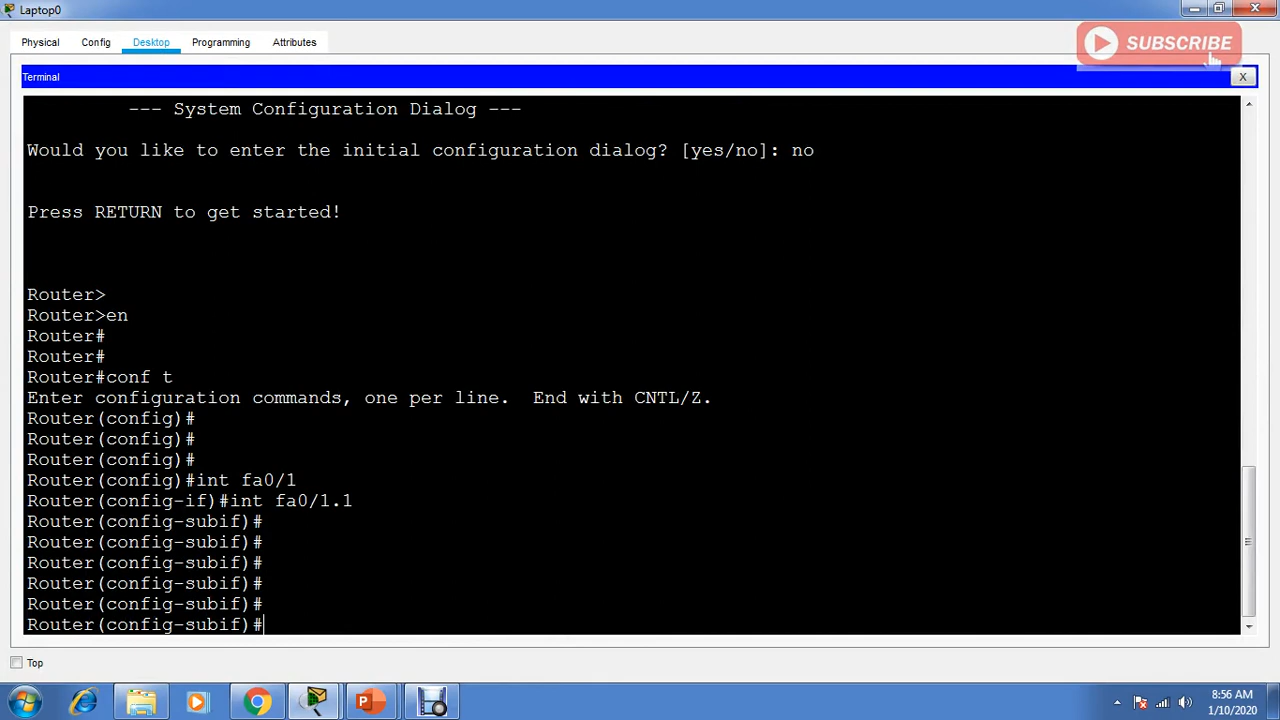 Laptop0
Physical Config Desktop Programming Attributes
SUBSCRIBE
Terminal
X
--- System Configuration Dialog ---
Would you like to enter the initial configuration dialog? [yes/no]: no
Press RETURN to get started!
Router>
Router>en
Router#
Router#
Router#conf t
Enter configuration commands, one per line.  End with CNTL/Z.
Router(config)#
Router(config)#
Router(config)#
Router(config)#int fa0/1
Router(config-if)#int fa0/1.1
Router(config-subif)#
Router(config-subif)#
Router(config-subif)#
Router(config-subif)#
Router(config-subif)#
Router(config-subif)#
Top
8:56 AM
1/10/2020